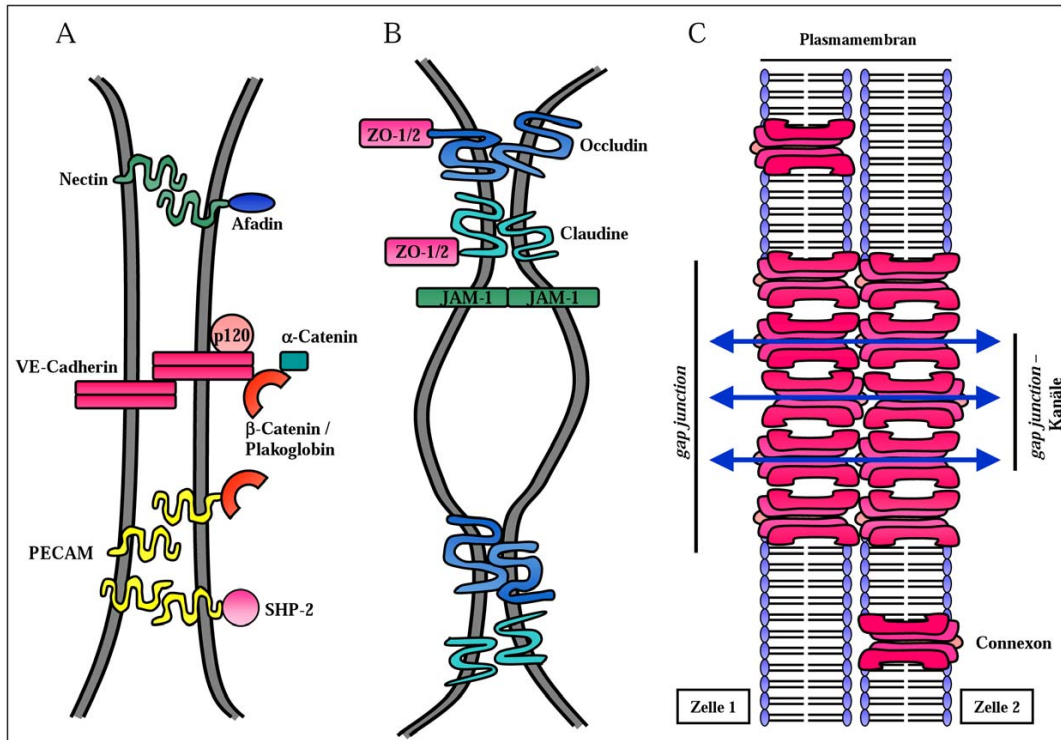 A
Nectin
Afadin
p120
α-Catenin
VE-Cadherin
β-Catenin /
Plakoglobin
PECAM
SHP-2
B
ZO-1/2
Occludin
Claudine
ZO-1/2
JAM-1 JAM-1
C
Plasmamembran
gap junction
gap junction –
Kanäle
Connexon
Zelle 1
Zelle 2